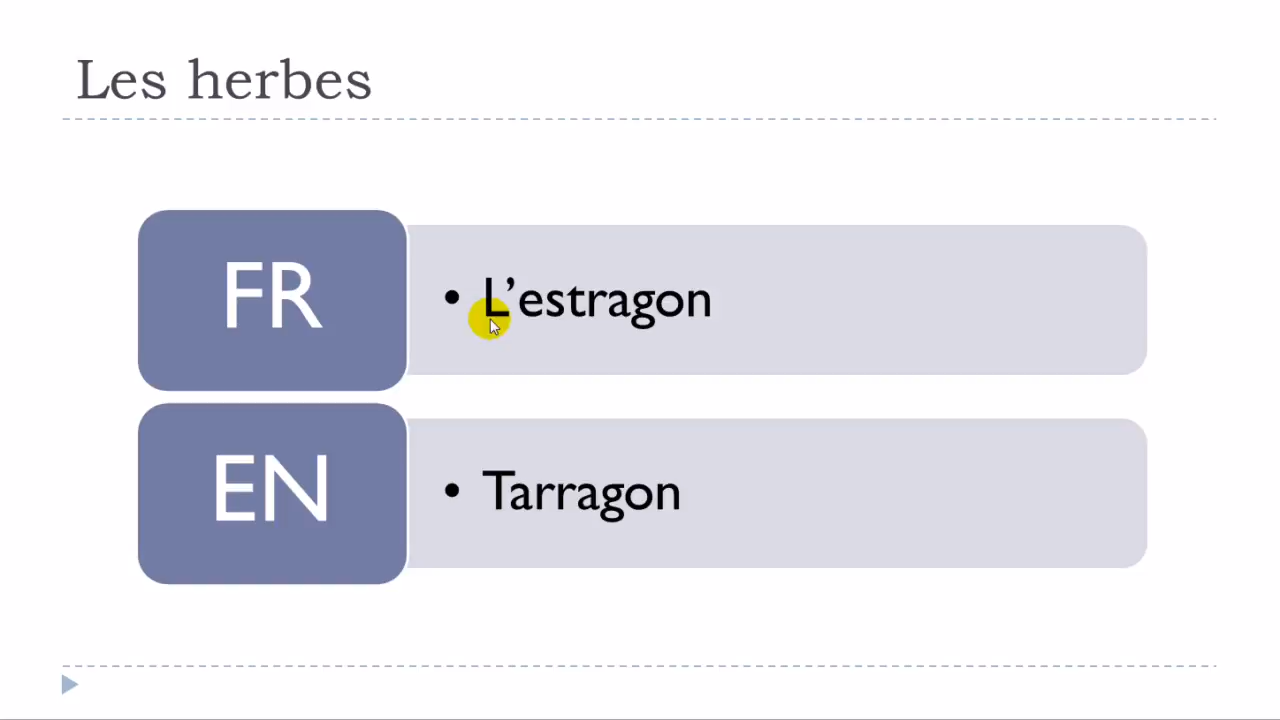 Les herbes
FR
• L’estragon
EN
• Tarragon